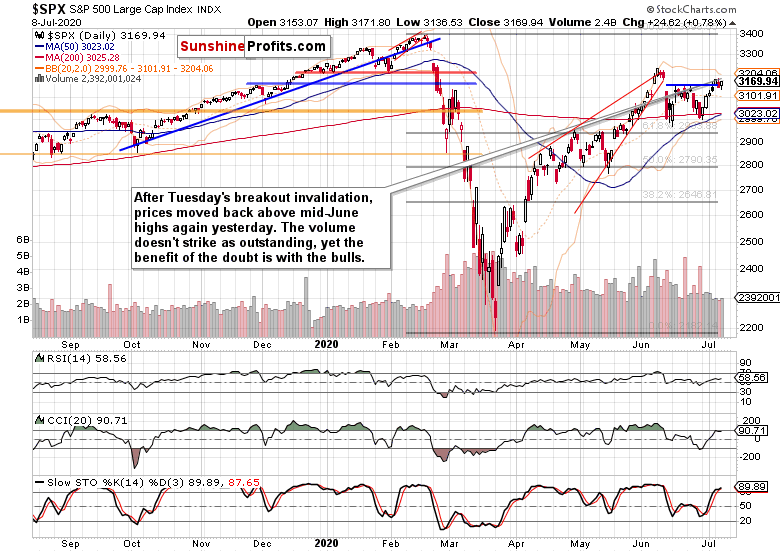 $SPX S&P 500 Large Cap Index INDX
© StockCharts.com
8-Jul-2020
Open 3153.07 High 3171.80 Low 3136.53 Close 3169.94 Volume 2.4B Chg +24.62 (+0.78%)
$SPX (Daily) 3169.94
MA(50) 3023.02
MA(200) 3025.28
BB(20,2.0) 2999.76 - 3101.91 - 3204.06
Volume 2,392,001,024
SunshineProfits.com
3400
3300
3204.06
3169.94
3101.91
3023.02
2900
2800
2700
2600
2500
2400
2392001
2200
61.8%
50.0%: 2790.35
38.2%: 2646.81
0.0%
After Tuesday's breakout invalidation,
prices moved back above mid-June
highs again yesterday. The volume
doesn't strike as outstanding, yet the
benefit of the doubt is with the bulls.
6B
5B
4B
3B
2B
1B
Sep Oct Nov Dec 2020 Feb Mar Apr May Jun Jul
RSI(14) 58.56
90
70
58.56
30
10
CCI(20) 90.71
200
90.71
0
-200
Slow STO %K(14) %D(3) 89.89, 87.65
89.89
50
20
Sep Oct Nov Dec 2020 Feb Mar Apr May Jun Jul